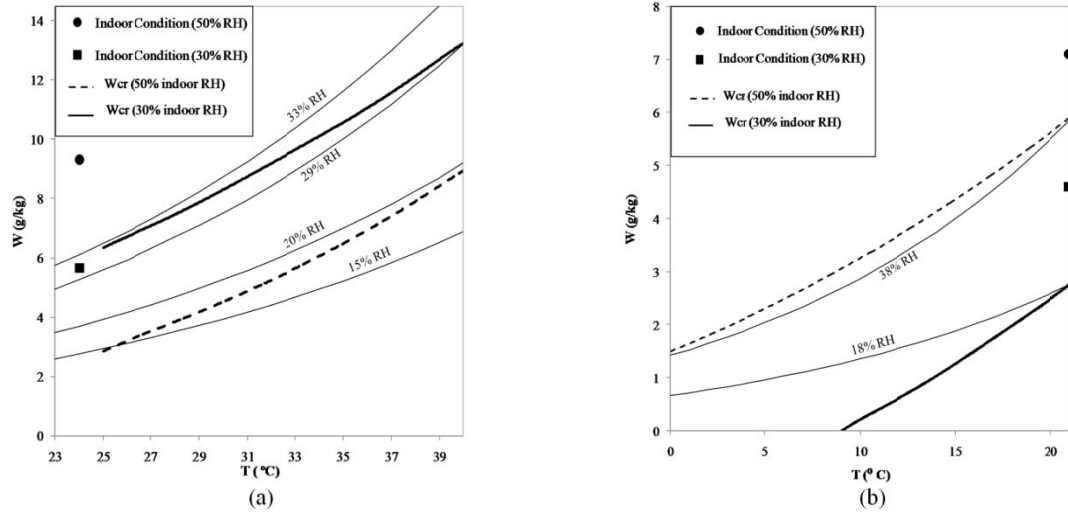 14
12
10
8
6
4
2
0
W (g/kg)
Indoor Condition (50% RH)
Indoor Condition (30% RH)
Wcr (50% indoor RH)
Wcr (30% indoor RH)
33% RH
29% RH
20% RH
15% RH
23 25 27 29 31 33 35 37 39
T (ºC)
(a)
8
7
6
5
4
3
2
1
0
W (g/kg)
Indoor Condition (50% RH)
Indoor Condition (30% RH)
Wcr (50% indoor RH)
Wcr (30% indoor RH)
38% RH
18% RH
0 5 10 15 20
T (⁰ C)
(b)